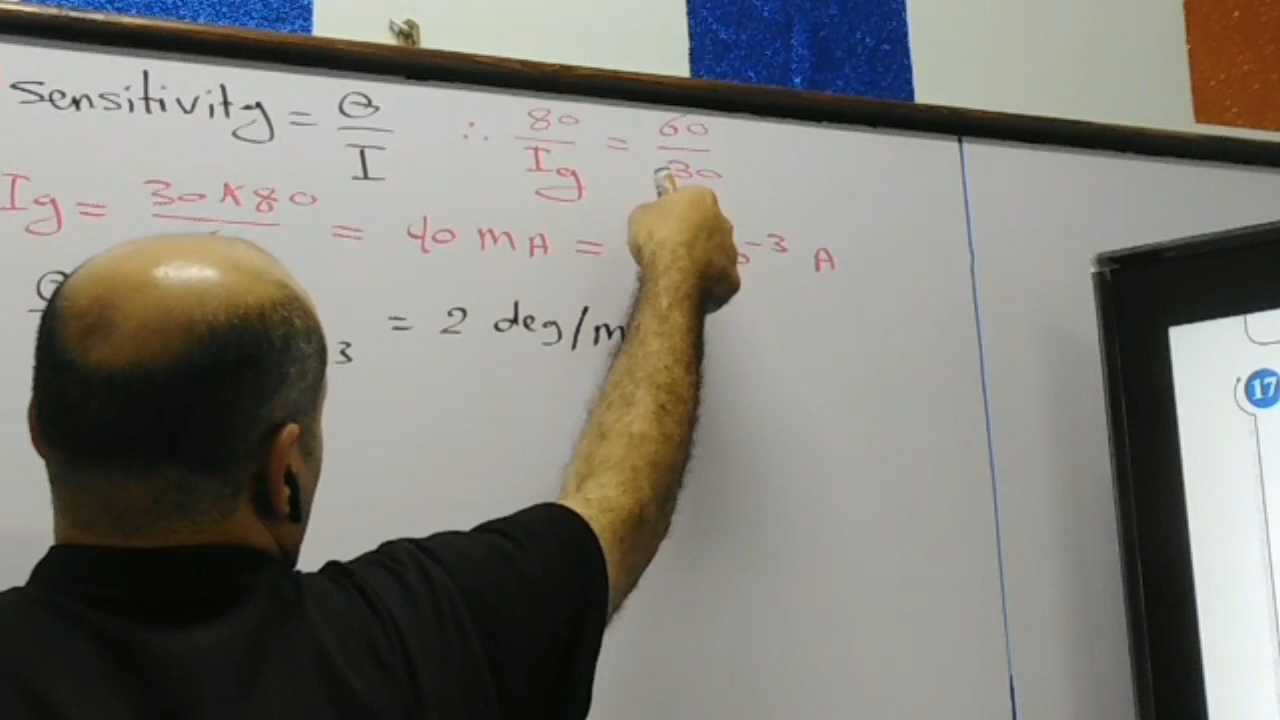 sensitivity = θ/I ∴ 80/Ig = 60/30
Ig = 30×80 = 40 mA = -3 A
3 = 2 deg/m
17